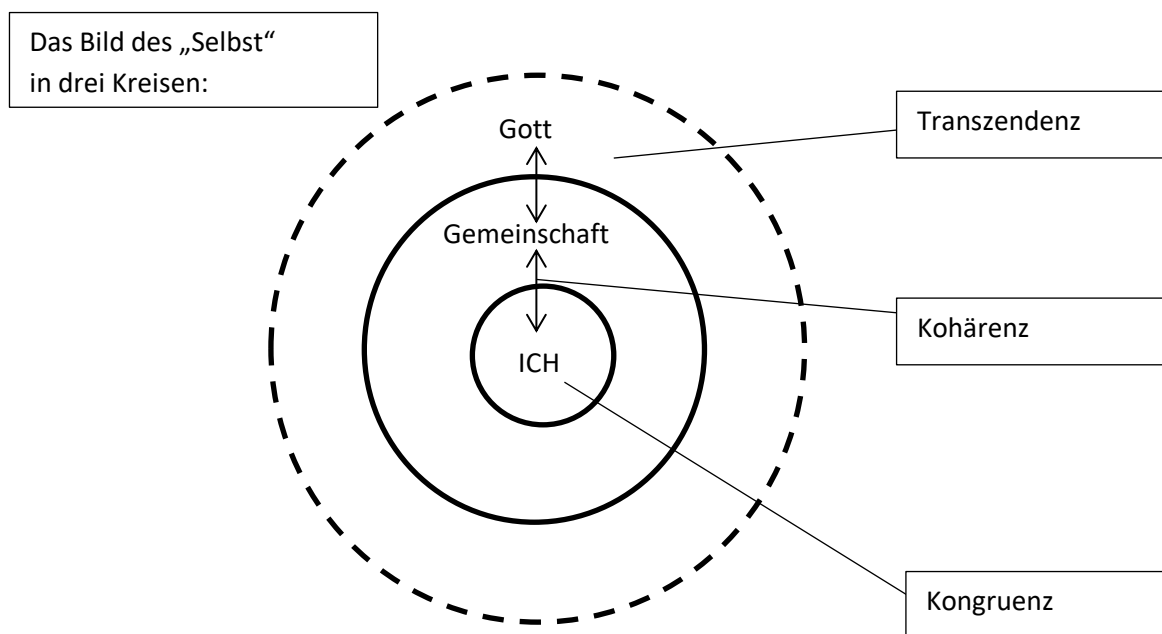 Das Bild des „Selbst“
in drei Kreisen:
Gott
Transzendenz
Gemeinschaft
Kohärenz
ICH
Kongruenz